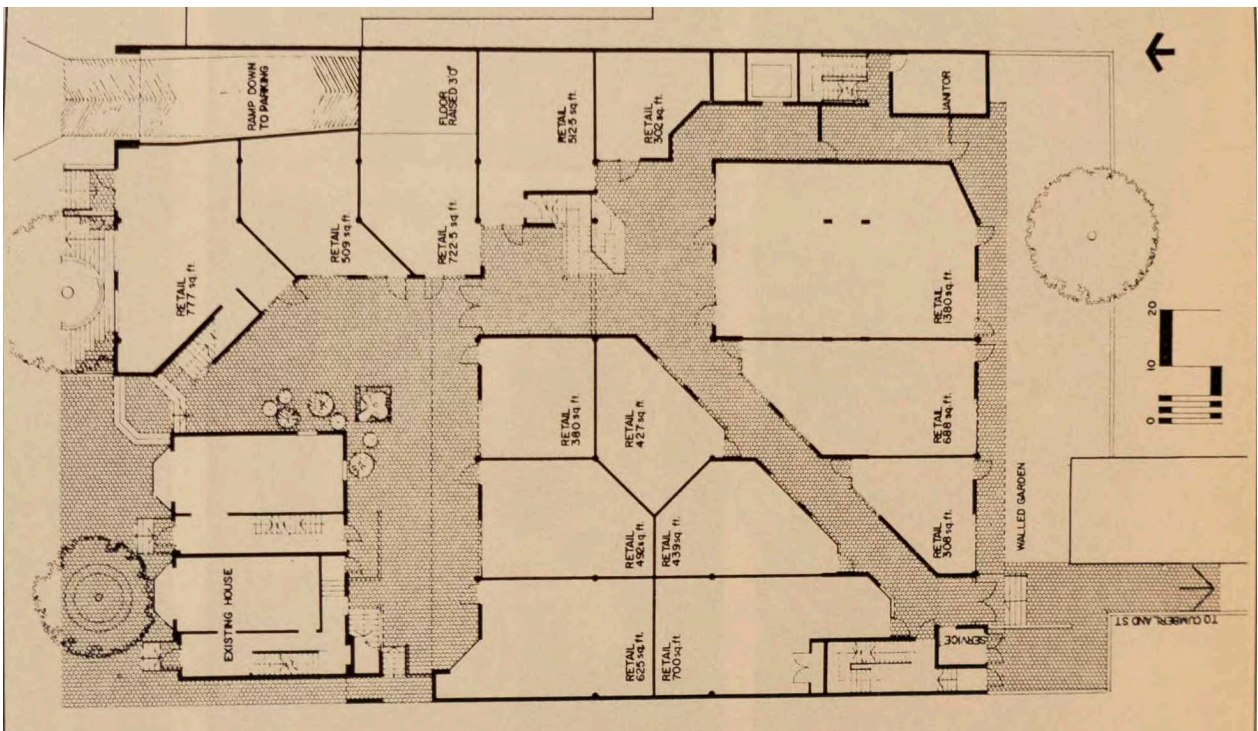 RAMP DOWN
TO PARKING
FLOOR
RAISED 3'0"
RETAIL
512·5 sq. ft.
RETAIL
302 sq. ft.
JANITOR
RETAIL
777 sq. ft.
RETAIL
509 sq. ft.
RETAIL
722·5 sq. ft.
RETAIL
1380 sq. ft.
RETAIL
380 sq. ft.
RETAIL
427 sq. ft.
RETAIL
688 sq. ft.
0
10
20
RETAIL
492 sq. ft.
RETAIL
439 sq. ft.
RETAIL
308 sq. ft.
WALLED GARDEN
EXISTING HOUSE
RETAIL
625 sq. ft.
RETAIL
700 sq. ft.
SERVICE
TO CUMBERLAND ST.